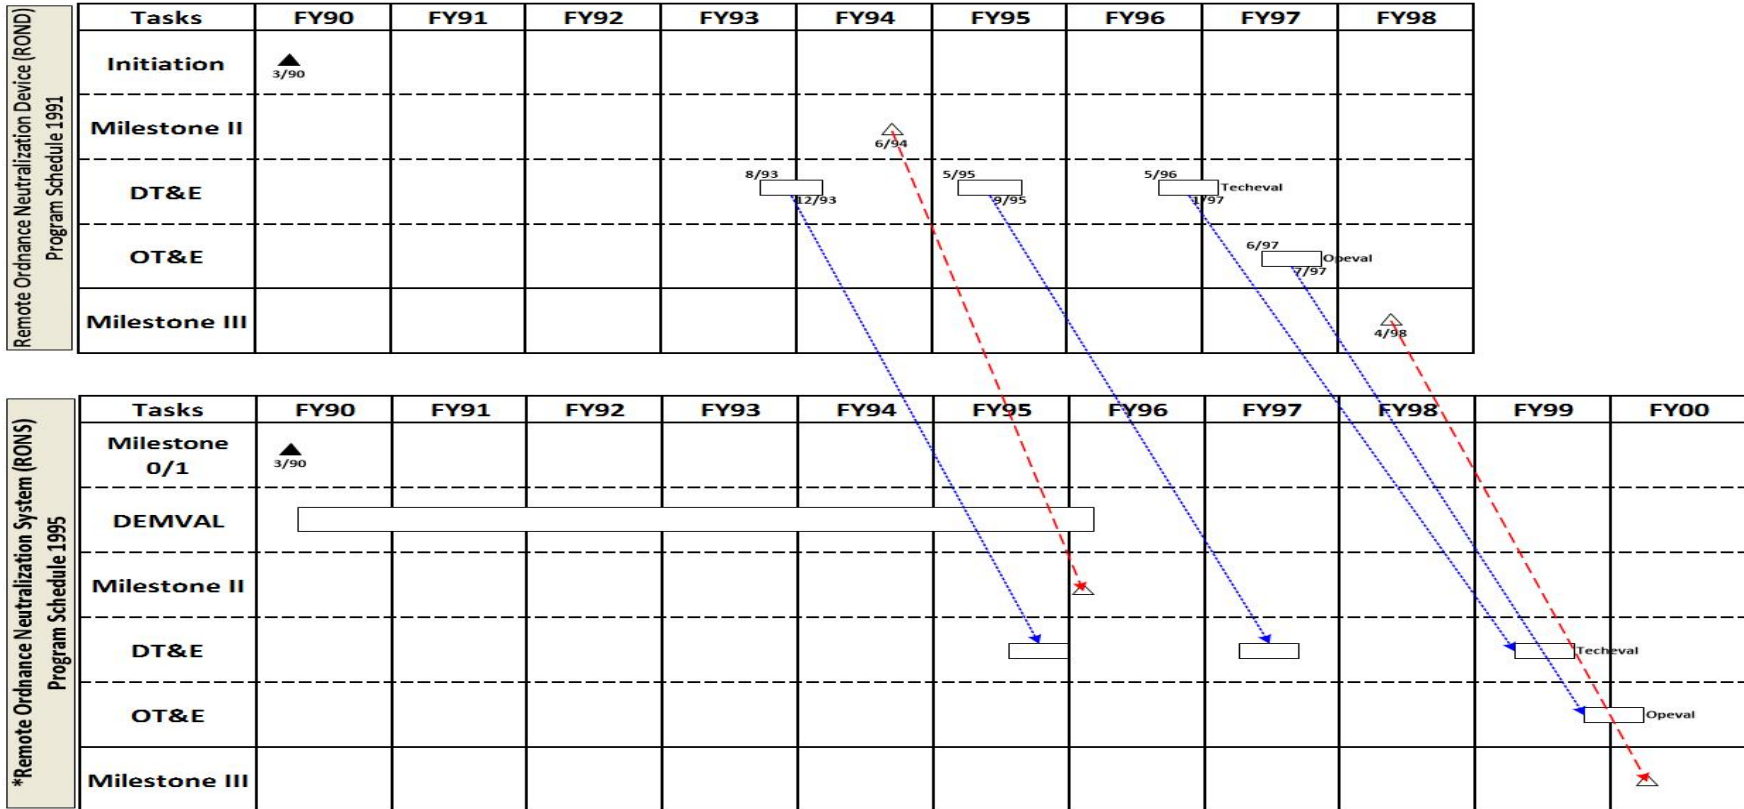 Remote Ordnance Neutralization Device (ROND)
Program Schedule 1991
Tasks FY90 FY91 FY92 FY93 FY94 FY95 FY96 FY97 FY98
Initiation
3/90
Milestone II
6/94
DT&E
8/93
12/93
5/95
9/95
5/96
1/97
Techeval
OT&E
6/97
7/97
Opeval
Milestone III
4/98
*Remote Ordnance Neutralization System (RONS)
Program Schedule 1995
Tasks FY90 FY91 FY92 FY93 FY94 FY95 FY96 FY97 FY98 FY99 FY00
Milestone
0/1
3/90
DEMVAL
Milestone II
DT&E
Techeval
OT&E
Opeval
Milestone III